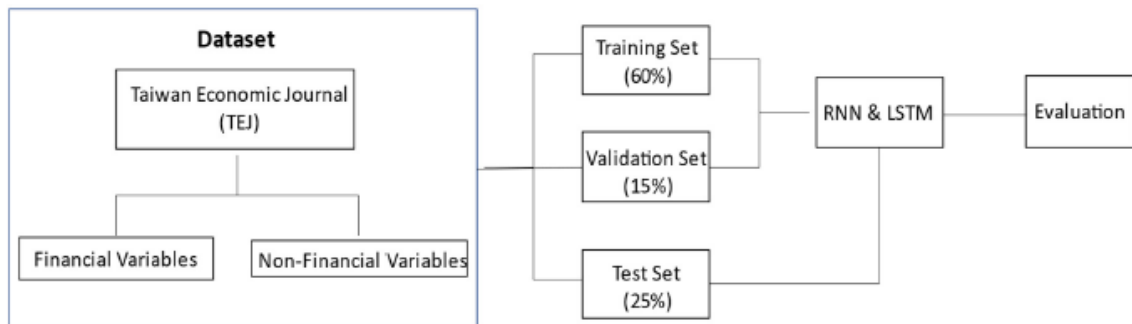 Dataset
Taiwan Economic Journal
(TEJ)
Financial Variables
Non-Financial Variables
Training Set
(60%)
Validation Set
(15%)
Test Set
(25%)
RNN & LSTM
Evaluation